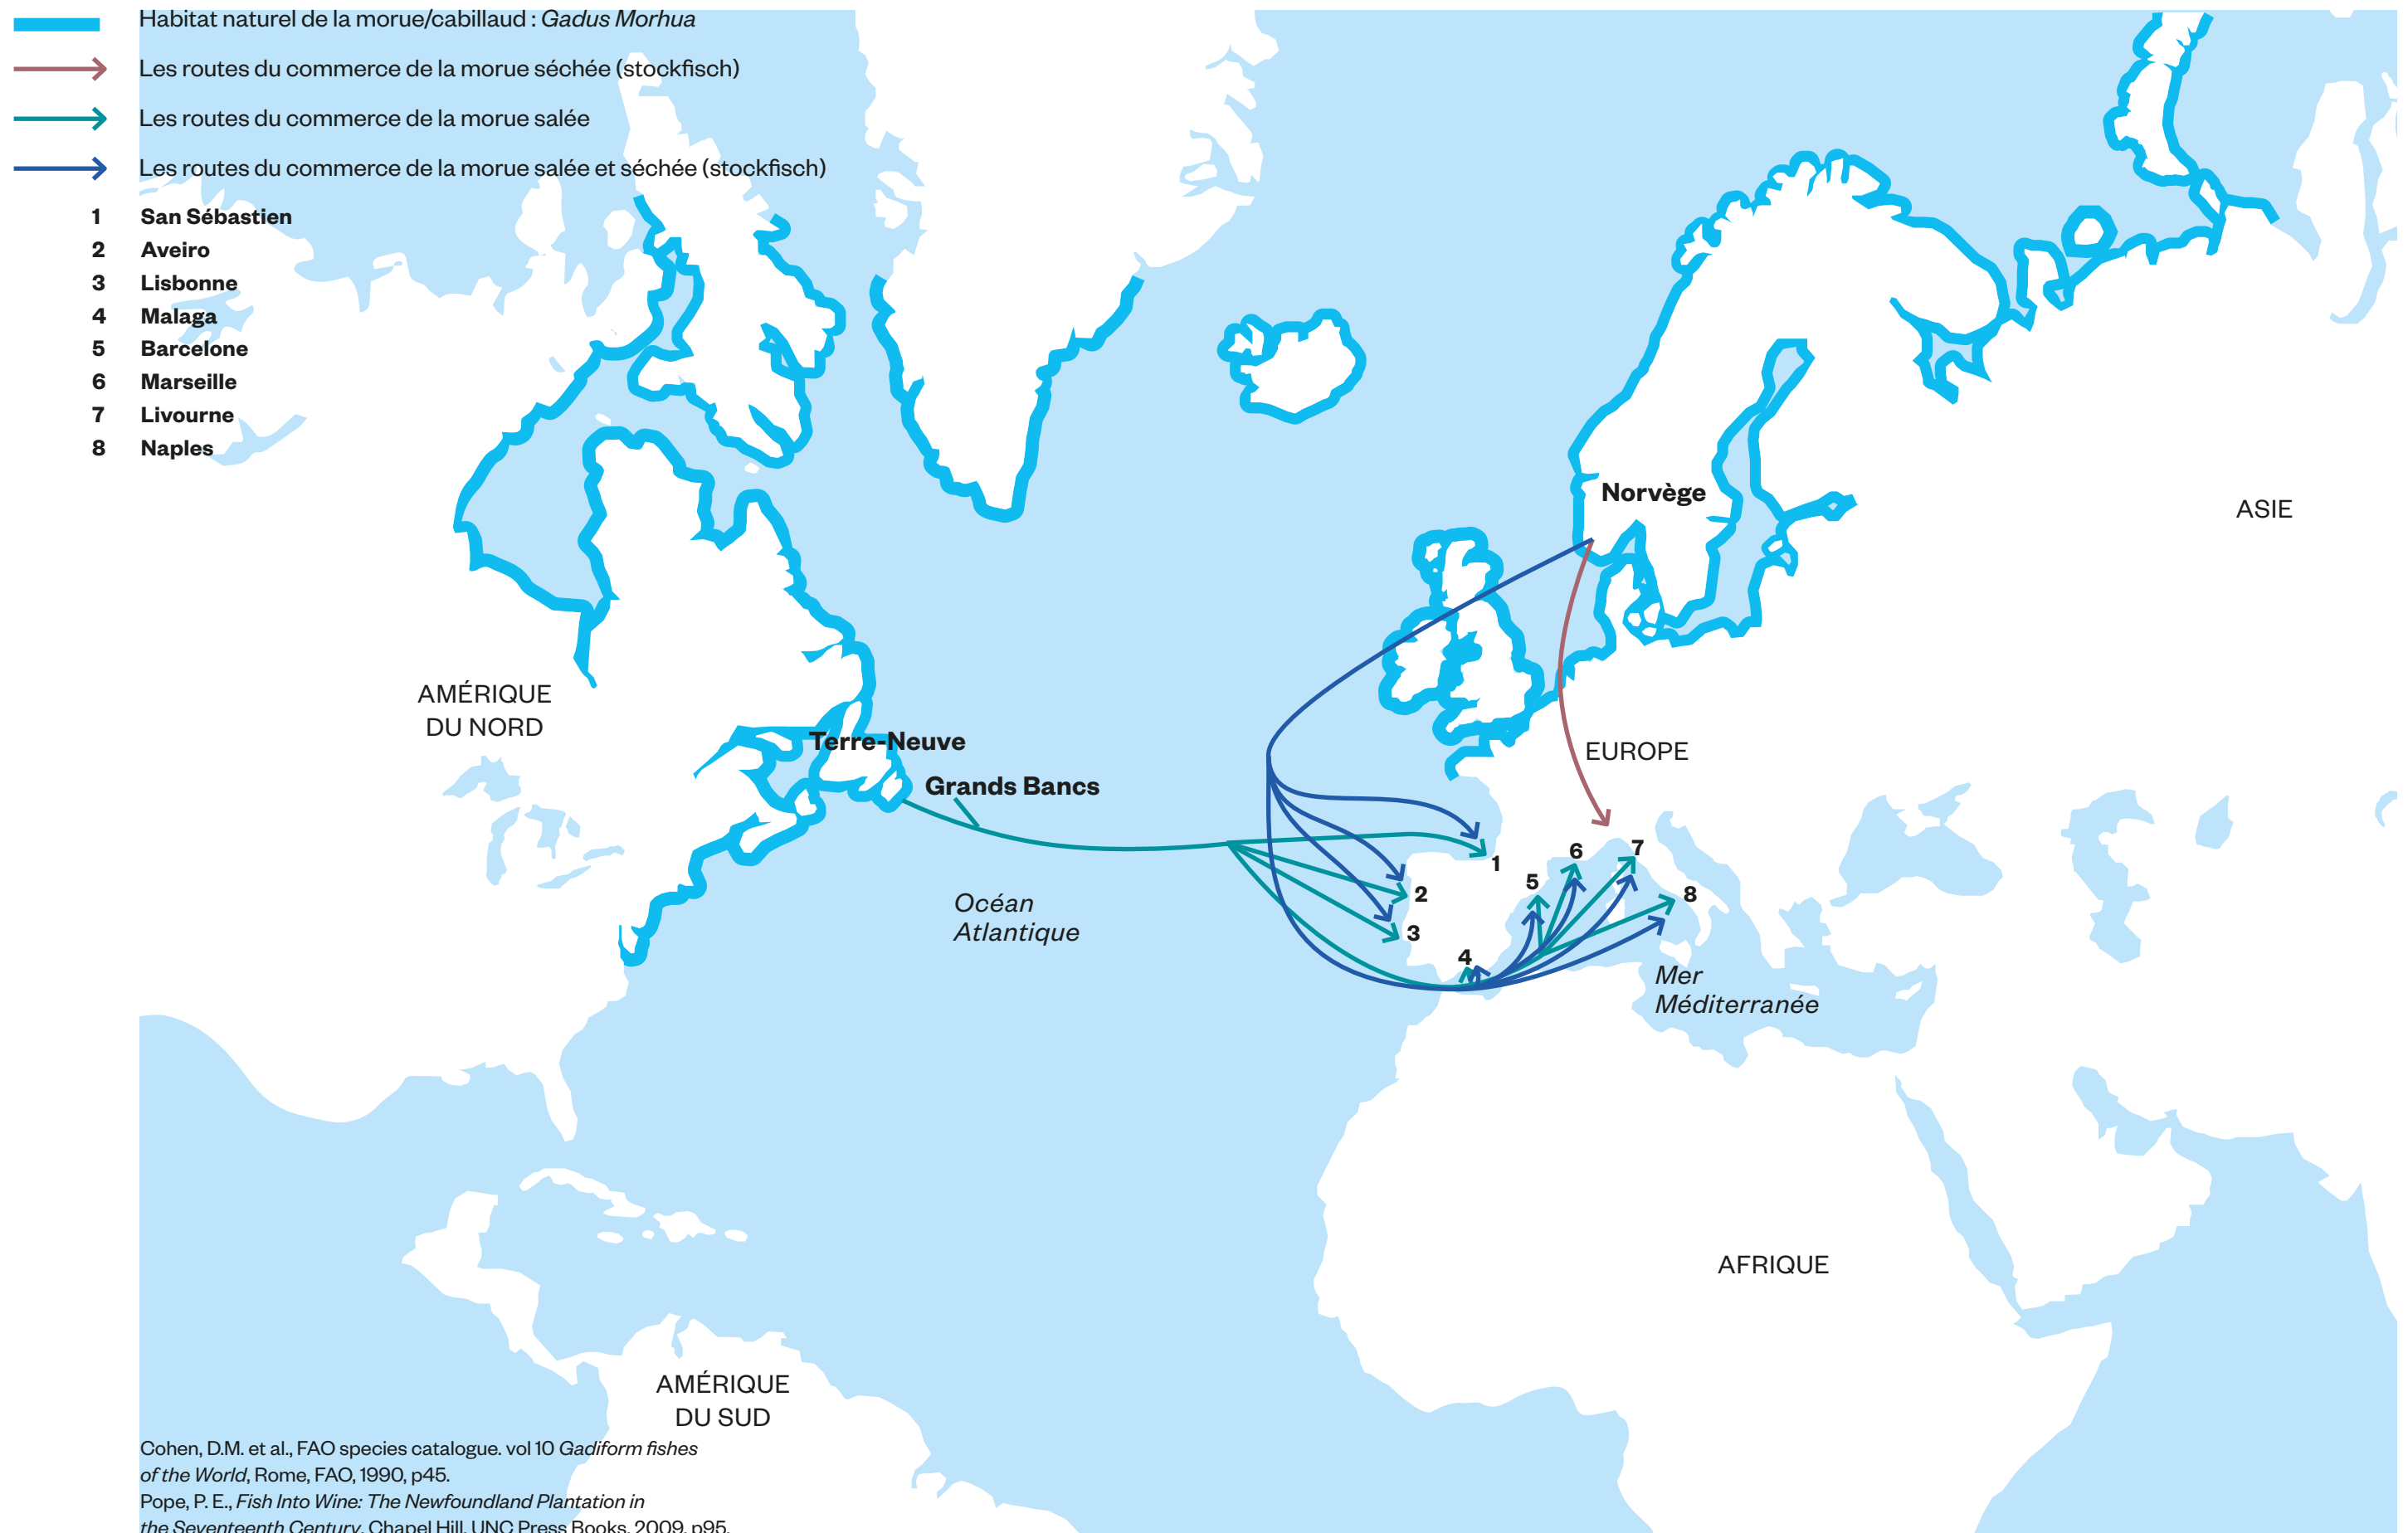 Habitat naturel de la morue/cabillaud : Gadus Morhua
Les routes du commerce de la morue séchée (stockfisch)
Les routes du commerce de la morue salée
Les routes du commerce de la morue salée et séchée (stockfisch)
1 San Sébastien
2 Aveiro
3 Lisbonne
4 Malaga
5 Barcelone
6 Marseille
7 Livourne
8 Naples
Norvège
ASIE
AMÉRIQUE
DU NORD
Terre-Neuve
EUROPE
Grands Bancs
1
2
3
4
5
6
7
8
Océan
Atlantique
Mer
Méditerranée
AFRIQUE
AMÉRIQUE
DU SUD
Cohen, D.M. et al., FAO species catalogue. vol 10 Gadiform fishes
of the World, Rome, FAO, 1990, p45.
Pope, P. E., Fish Into Wine: The Newfoundland Plantation in
the Seventeenth Century, Chapel Hill, UNC Press Books, 2009, p95.